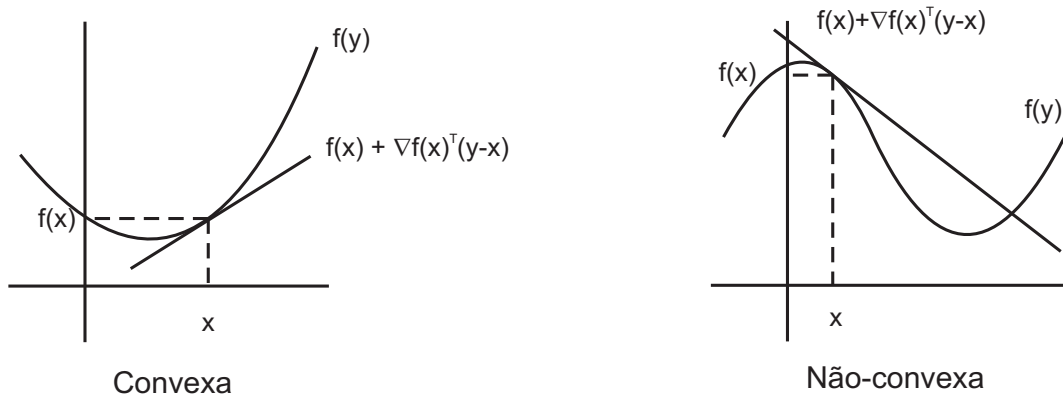 f(y)
f(x) + ∇f(x)ᵀ(y-x)
f(x)
x
Convexa
f(x)+∇f(x)ᵀ(y-x)
f(x)
f(y)
x
Não-convexa